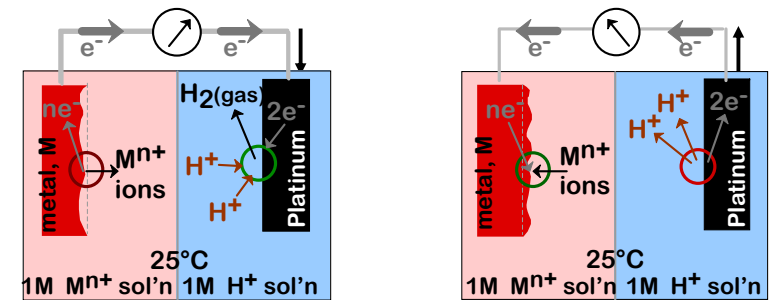 e⁻ e⁻
ne⁻
H₂(gas)
2e⁻
metal, M
Mⁿ⁺
ions
H⁺
H⁺
Platinum
25°C
1M Mⁿ⁺ sol'n 1M H⁺ sol'n
e⁻ e⁻
ne⁻
H⁺
H⁺
2e⁻
metal, M
Mⁿ⁺
ions
Platinum
25°C
1M Mⁿ⁺ sol'n 1M H⁺ sol'n